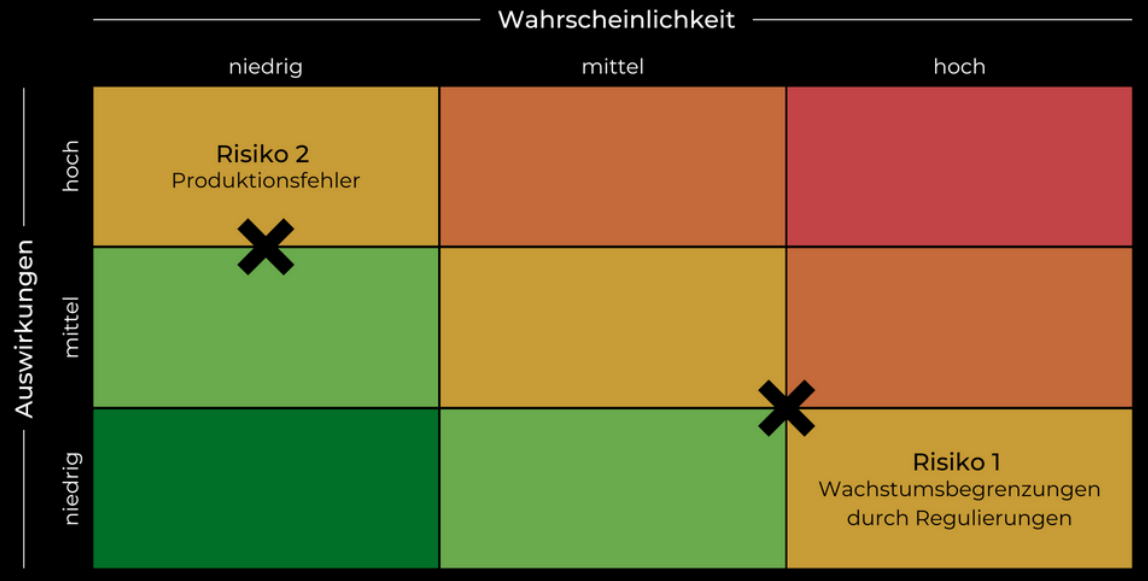 Wahrscheinlichkeit
niedrig
mittel
hoch
Auswirkungen
hoch
Risiko 2
Produktionsfehler
mittel
niedrig
Risiko 1
Wachstumsbegrenzungen
durch Regulierungen